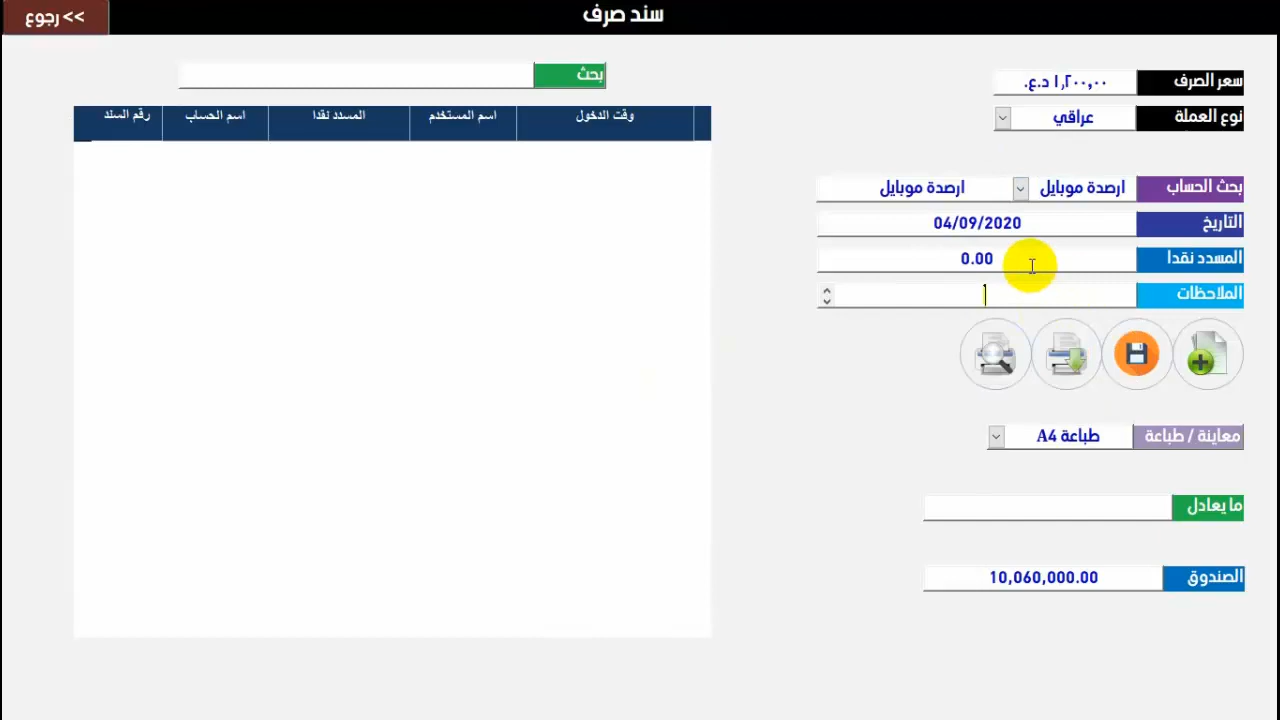 سند صرف
>> رجوع
سعر الصرف
١,٢٠٠,٠٠ د.ع.
نوع العملة
عراقي
بحث الحساب
ارصدة موبايل
ارصدة موبايل
التاريخ
04/09/2020
المسدد نقدا
0.00
الملاحظات
معاينة / طباعة
طباعة A4
ما يعادل
الصندوق
10,060,000.00
بحث
وقت الدخول
اسم المستخدم
المسدد نقدا
اسم الحساب
رقم السند